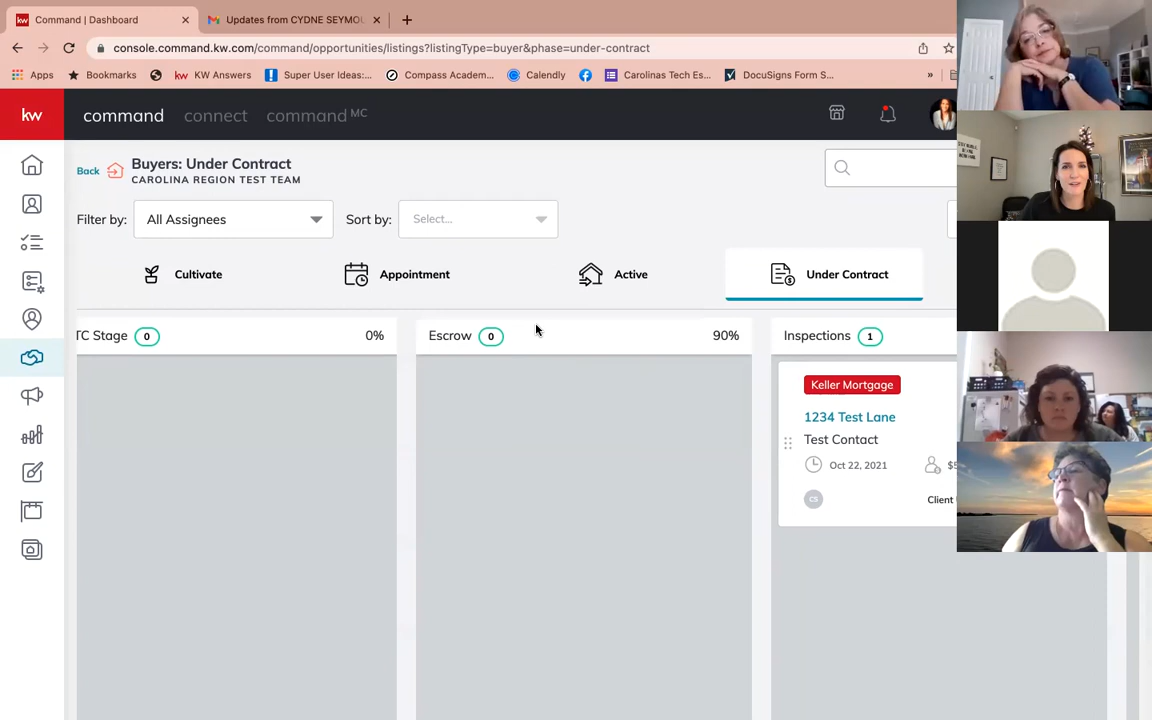 Command | Dashboard
Updates from CYDNE SEYMOU
console.command.kw.com/command/opportunities/listings?listingType=buyer&phase=under-contract
Apps
Bookmarks
kw KW Answers
Super User Ideas:...
Compass Academ...
Calendly
Carolinas Tech Es...
DocuSigns Form S...
»
kw
command
connect
command MC
Back
Buyers: Under Contract
CAROLINA REGION TEST TEAM
Filter by:
All Assignees
Sort by:
Select...
Cultivate
Appointment
Active
Under Contract
TC Stage 0 0%
Escrow 0 90%
Inspections 1
Keller Mortgage
1234 Test Lane
Test Contact
Oct 22, 2021
CS
Client